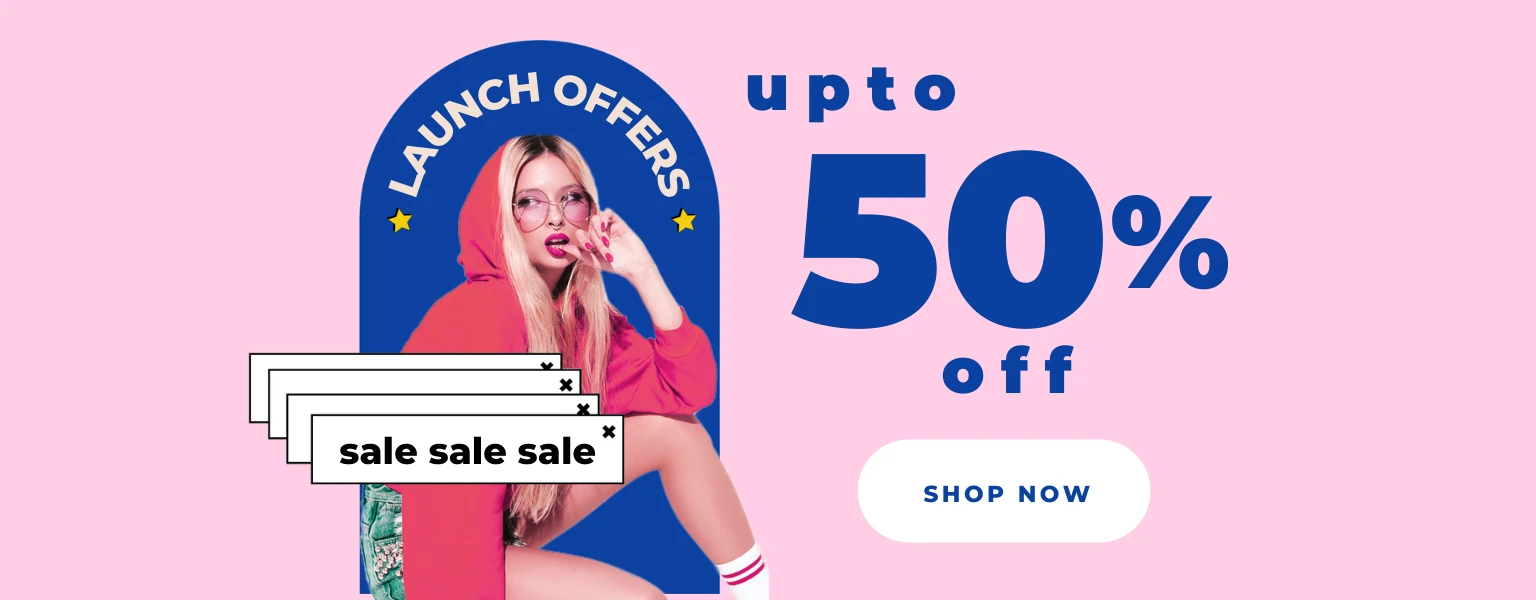 LAUNCH OFFERS
upto
50%
off
sale sale sale
SHOP NOW